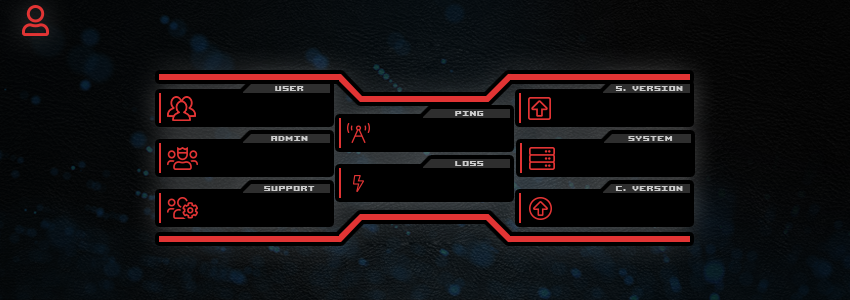 USER
ADMIN
SUPPORT
PING
LOSS
S. VERSION
SYSTEM
C. VERSION